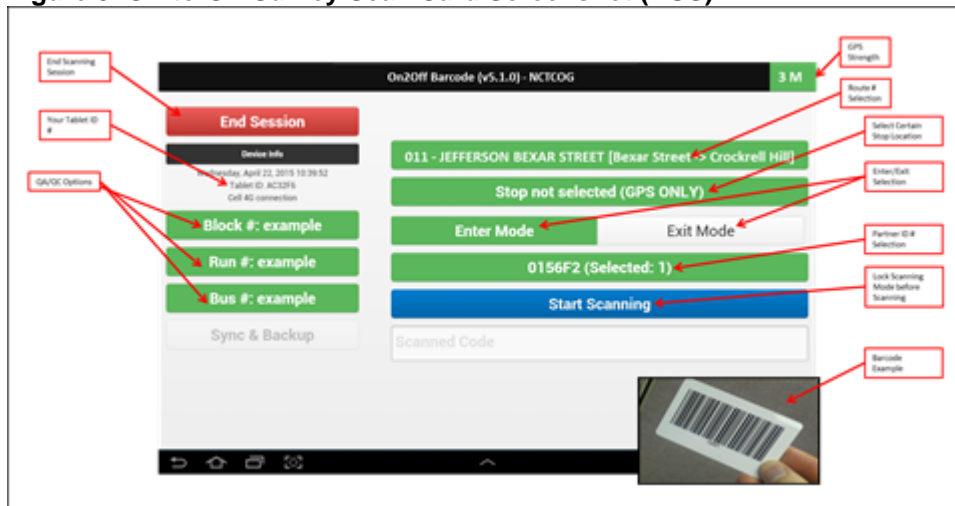 End Scanning
Session
GPS
Strength
On2Off Barcode (v5.1.0) - NCTCOG
3 M
Route #
Selection
Your Tablet ID
#
End Session
Select Certain
Stop Location
Device Info
Wednesday, April 22, 2015 10:39:52
Tablet ID: AC32F6
Cell 4G connection
011 - JEFFERSON BEXAR STREET [Bexar Street -> Crockrell Hill]
QA/QC Options
Stop not selected (GPS ONLY)
Enter/Exit
Selection
Block #: example
Enter Mode
Exit Mode
Partner ID #
Selection
Run #: example
0156F2 (Selected: 1)
Lock Scanning
Mode before
Scanning
Bus #: example
Start Scanning
Sync & Backup
Scanned Code
Barcode
Example